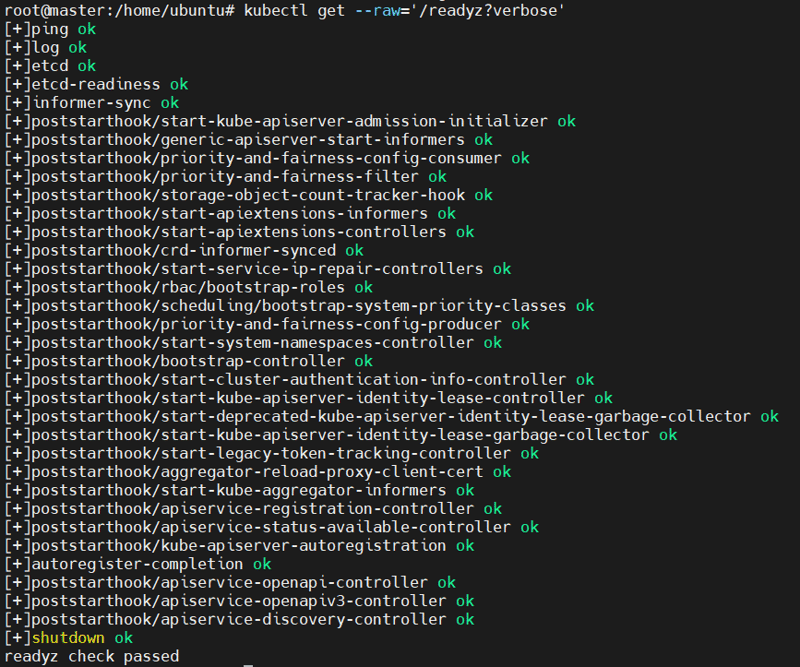 root@master:/home/ubuntu# kubectl get --raw='/readyz?verbose'
[+]ping ok
[+]log ok
[+]etcd ok
[+]etcd-readiness ok
[+]informer-sync ok
[+]poststarthook/start-kube-apiserver-admission-initializer ok
[+]poststarthook/generic-apiserver-start-informers ok
[+]poststarthook/priority-and-fairness-config-consumer ok
[+]poststarthook/priority-and-fairness-filter ok
[+]poststarthook/storage-object-count-tracker-hook ok
[+]poststarthook/start-apiextensions-informers ok
[+]poststarthook/start-apiextensions-controllers ok
[+]poststarthook/crd-informer-synced ok
[+]poststarthook/start-service-ip-repair-controllers ok
[+]poststarthook/rbac/bootstrap-roles ok
[+]poststarthook/scheduling/bootstrap-system-priority-classes ok
[+]poststarthook/priority-and-fairness-config-producer ok
[+]poststarthook/start-system-namespaces-controller ok
[+]poststarthook/bootstrap-controller ok
[+]poststarthook/start-cluster-authentication-info-controller ok
[+]poststarthook/start-kube-apiserver-identity-lease-controller ok
[+]poststarthook/start-deprecated-kube-apiserver-identity-lease-garbage-collector ok
[+]poststarthook/start-kube-apiserver-identity-lease-garbage-collector ok
[+]poststarthook/start-legacy-token-tracking-controller ok
[+]poststarthook/aggregator-reload-proxy-client-cert ok
[+]poststarthook/start-kube-aggregator-informers ok
[+]poststarthook/apiservice-registration-controller ok
[+]poststarthook/apiservice-status-available-controller ok
[+]poststarthook/kube-apiserver-autoregistration ok
[+]autoregister-completion ok
[+]poststarthook/apiservice-openapi-controller ok
[+]poststarthook/apiservice-openapiv3-controller ok
[+]poststarthook/apiservice-discovery-controller ok
[+]shutdown ok
readyz check passed